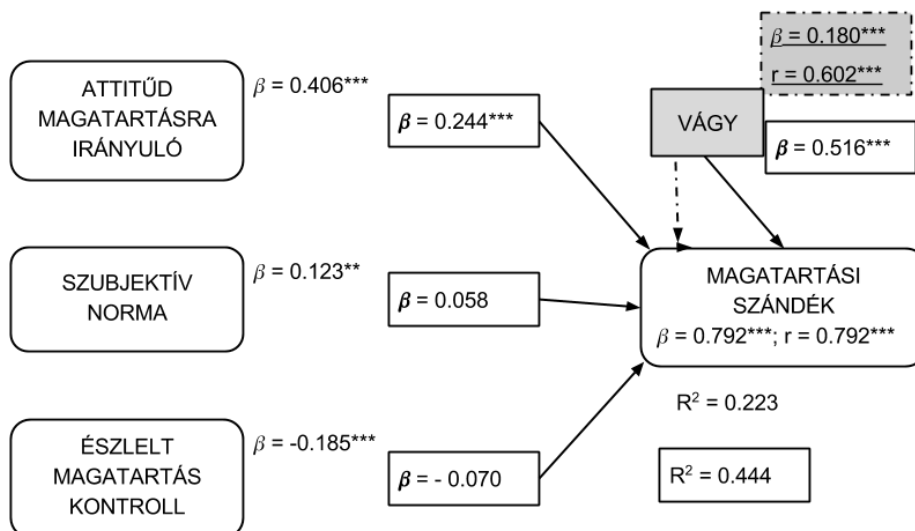 ATTITŰD
MAGATARTÁSRA
IRÁNYULÓ
β = 0.406***
β = 0.244***
β = 0.180***
r = 0.602***
VÁGY
β = 0.516***
SZUBJEKTÍV
NORMA
β = 0.123**
β = 0.058
MAGATARTÁSI
SZÁNDÉK
β = 0.792***; r = 0.792***
R² = 0.223
R² = 0.444
ÉSZLELT
MAGATARTÁS
KONTROLL
β = -0.185***
β = - 0.070